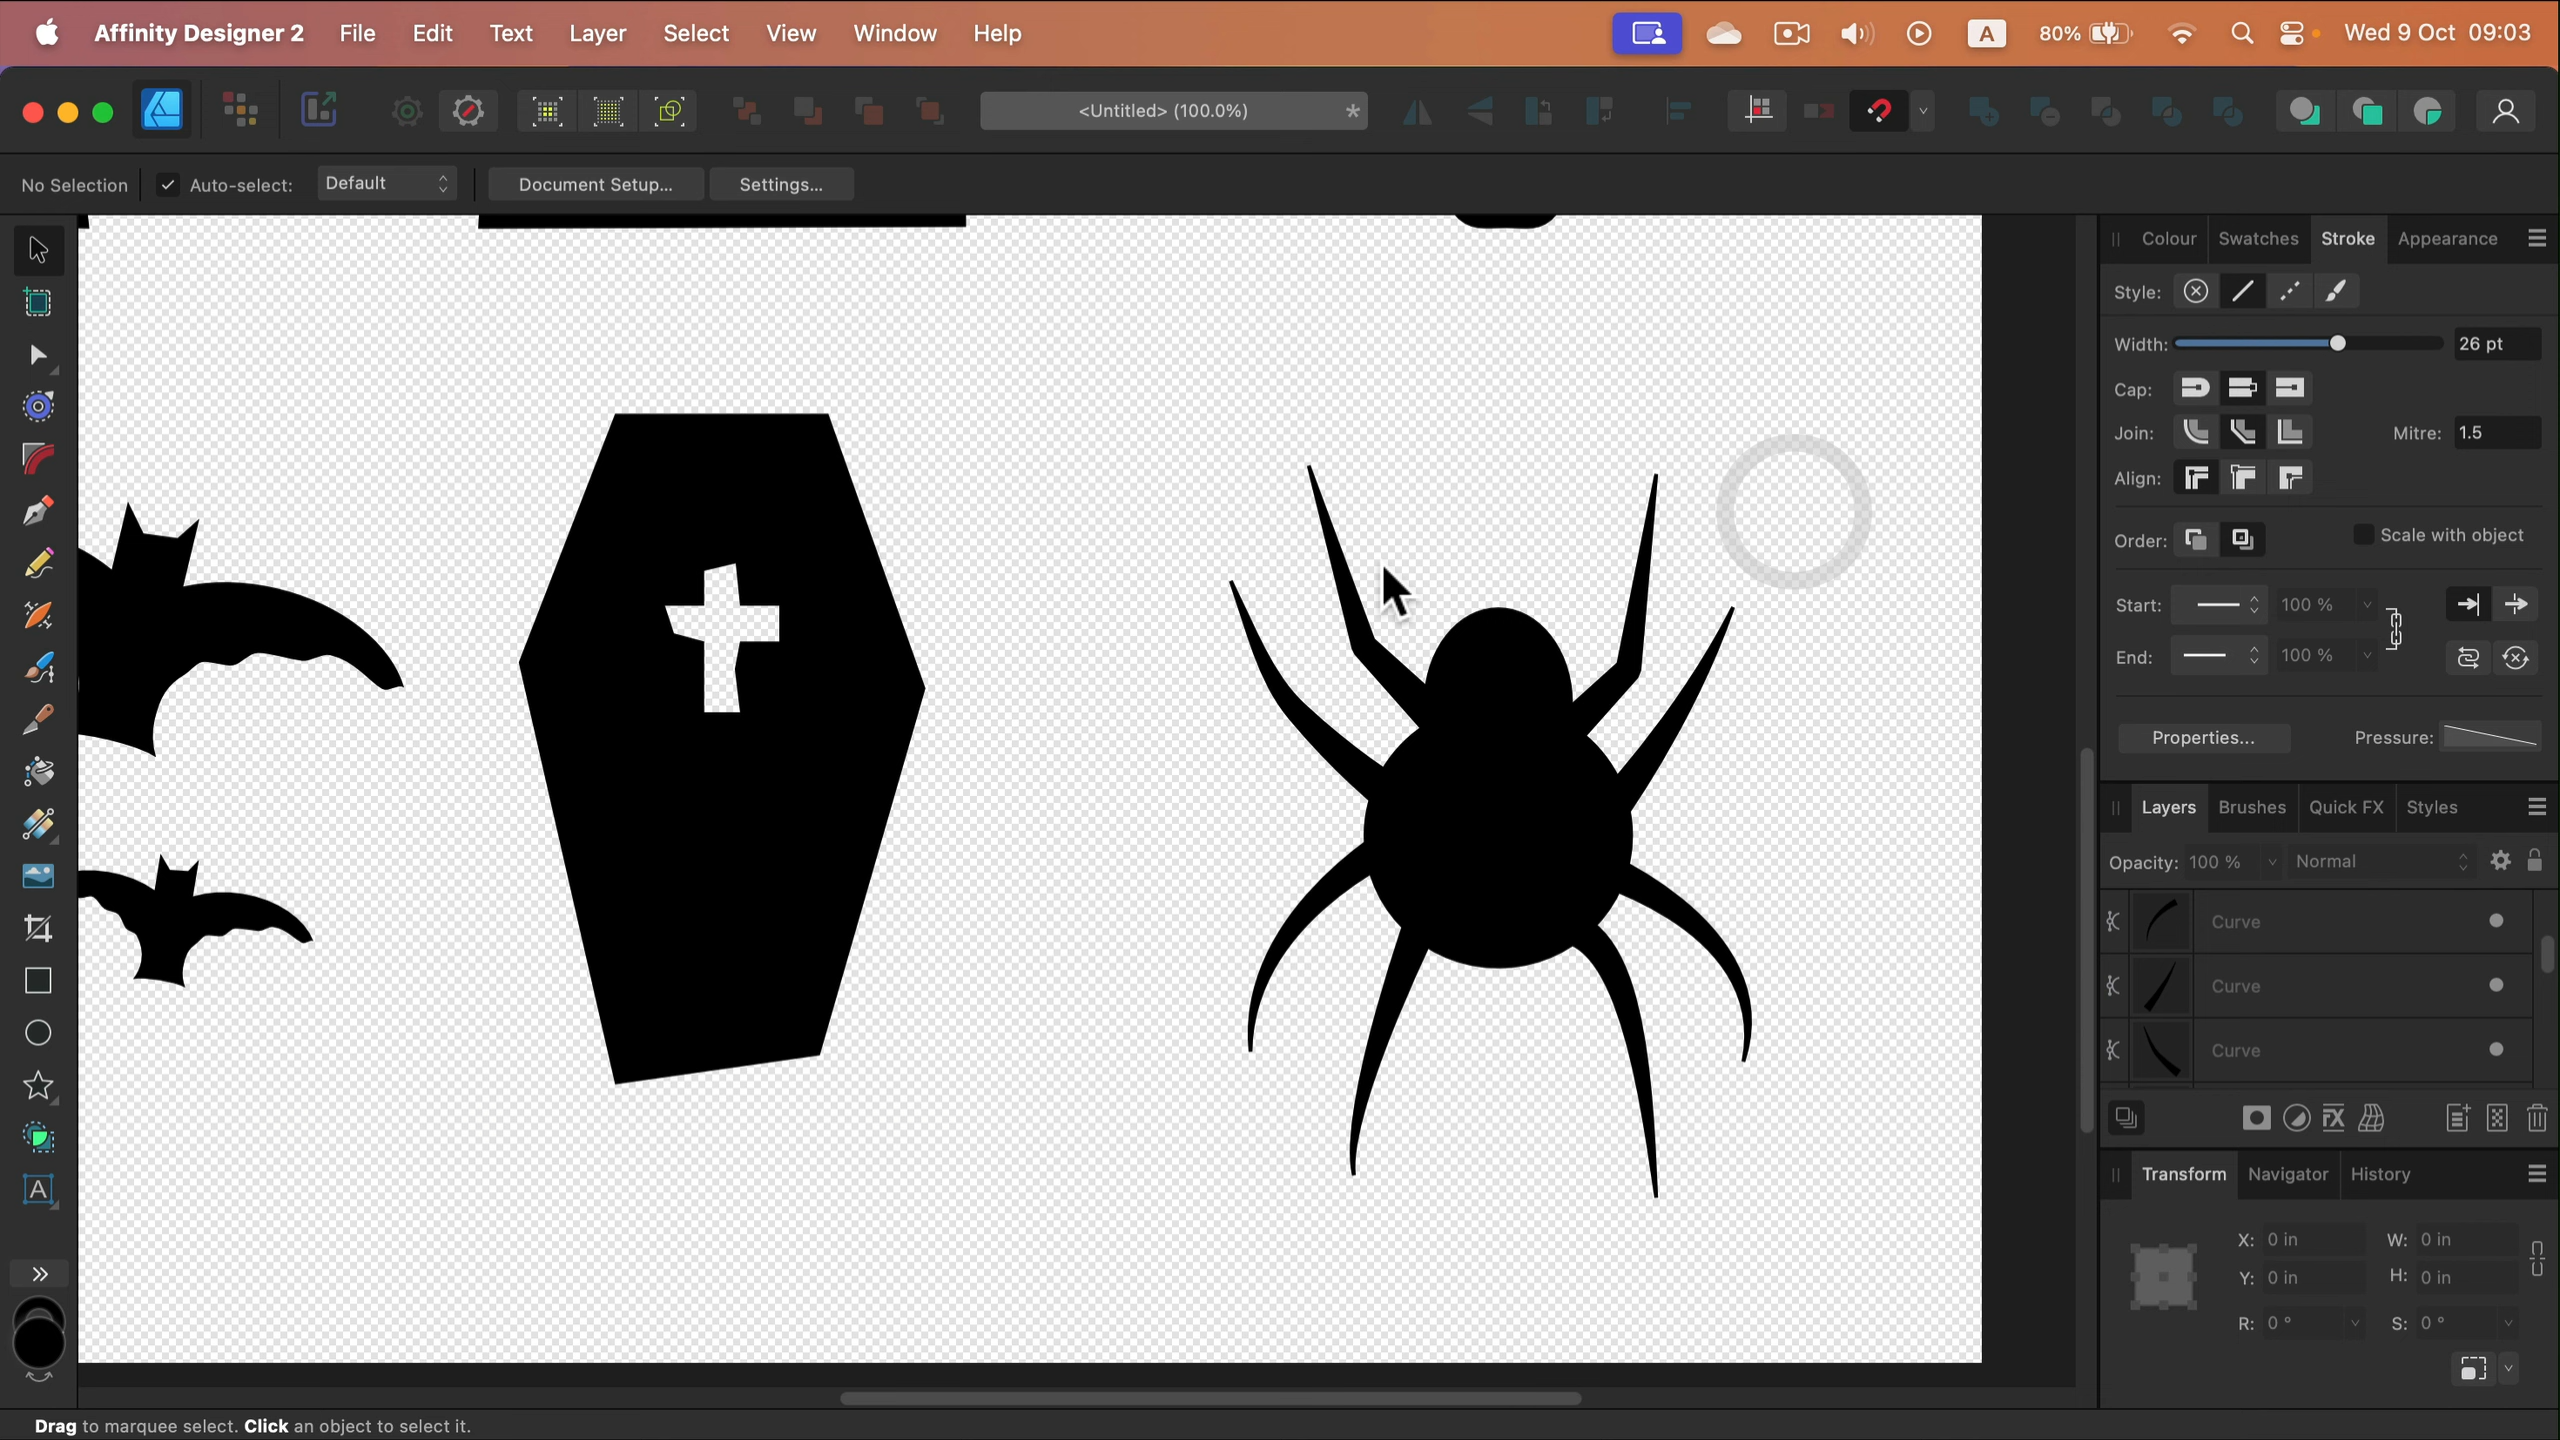 Affinity Designer 2 File Edit Text Layer Select View Window Help A 80% Wed 9 Oct 09:03
<Untitled> (100.0%) *
No Selection Auto-select: Default Document Setup... Settings...
Colour Swatches Stroke Appearance
Style:
Width: 26 pt
Cap:
Join: Mitre: 1.5
Align:
Order: Scale with object
Start: 100 %
End: 100 %
Properties... Pressure:
Layers Brushes Quick FX Styles
Opacity: 100 % Normal
Curve
Curve
Curve
FX
Transform Navigator History
X: 0 in W: 0 in
Y: 0 in H: 0 in
R: 0 ° S: 0 °
A
Drag to marquee select. Click an object to select it.